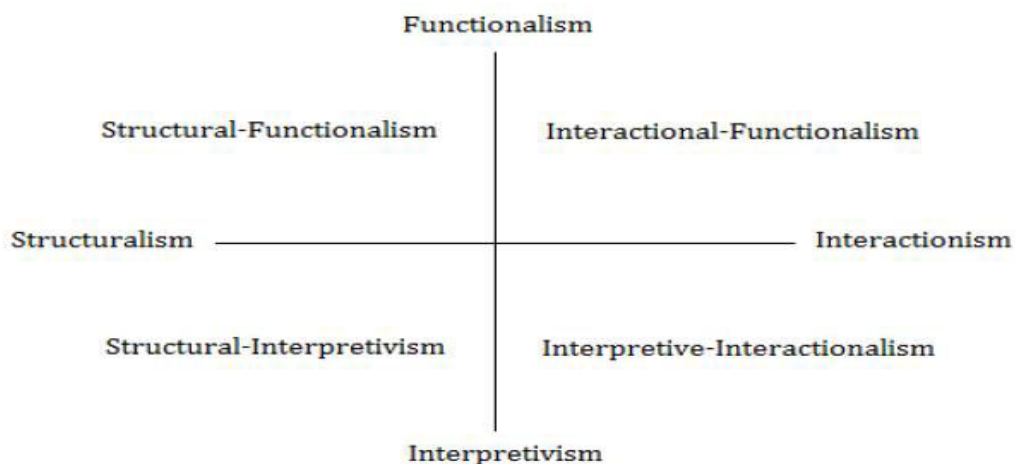 Functionalism
Structural-Functionalism
Interactional-Functionalism
Structuralism
Interactionism
Structural-Interpretivism
Interpretive-Interactionalism
Interpretivism